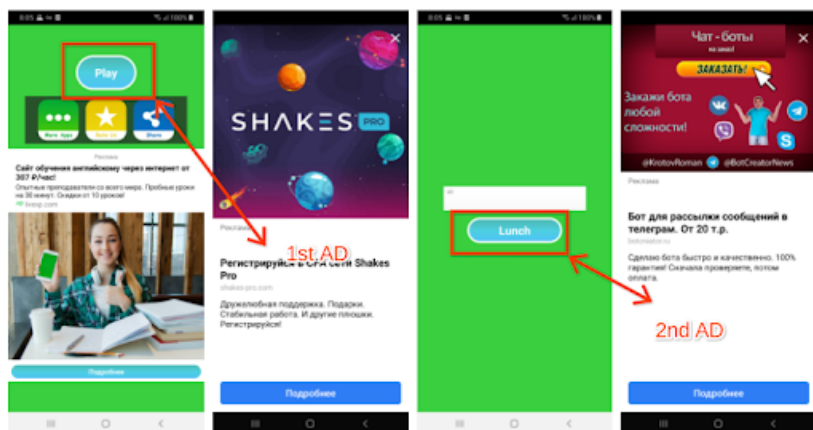 8:05 100%
Play
More Apps
Rate Us
Share
Реклама
Сайт обучения английскому через интернет от 307 ₽/час!
Опытные преподаватели со всего мира. Пробные уроки на 30 минут. Скидки от 10 уроков!
Подробнее
SHAKES PRO
Реклама
1st AD
Регистрируйся в CPA сети Shakes Pro
shakes-pro.com
Дружелюбная поддержка. Подарки.
Стабильная работа. И другие плюшки.
Регистрируйся!
Подробнее
8:05 100%
Lunch
Чат - боты
на заказ!
ЗАКАЗАТЬ!
Закажи бота
любой
сложности!
@KrotovRoman @BotCreatorNews
Реклама
Бот для рассылки сообщений в
телеграм. От 20 т.р.
botcreator.ru
Сделаю бота быстро и качественно. 100%
гарантия! Сначала проверяете, потом
оплата.
2nd AD
Подробнее